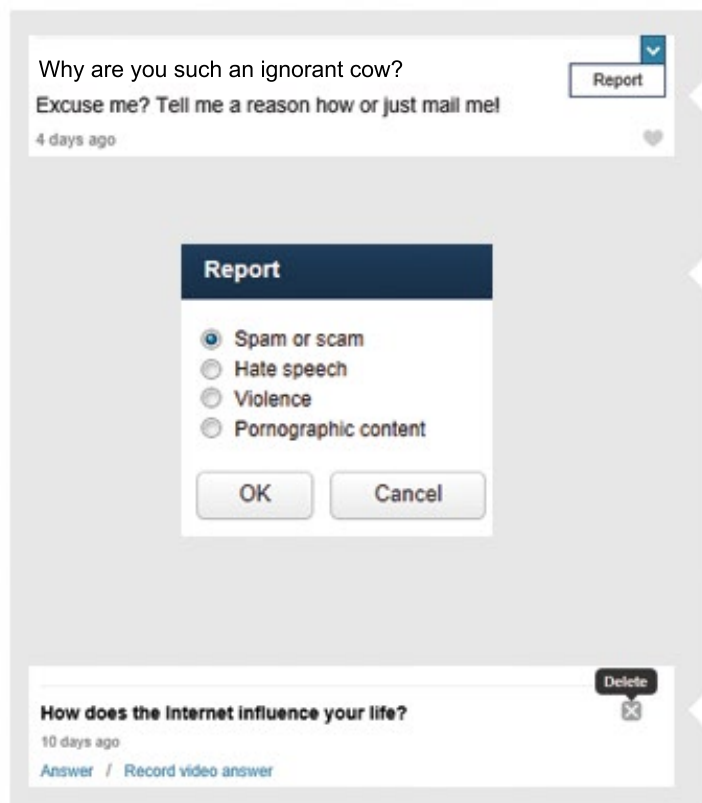 Why are you such an ignorant cow?
Report
Excuse me? Tell me a reason how or just mail me!
4 days ago
Report
Spam or scam
Hate speech
Violence
Pornographic content
OK Cancel
Delete
How does the Internet influence your life?
10 days ago
Answer / Record video answer